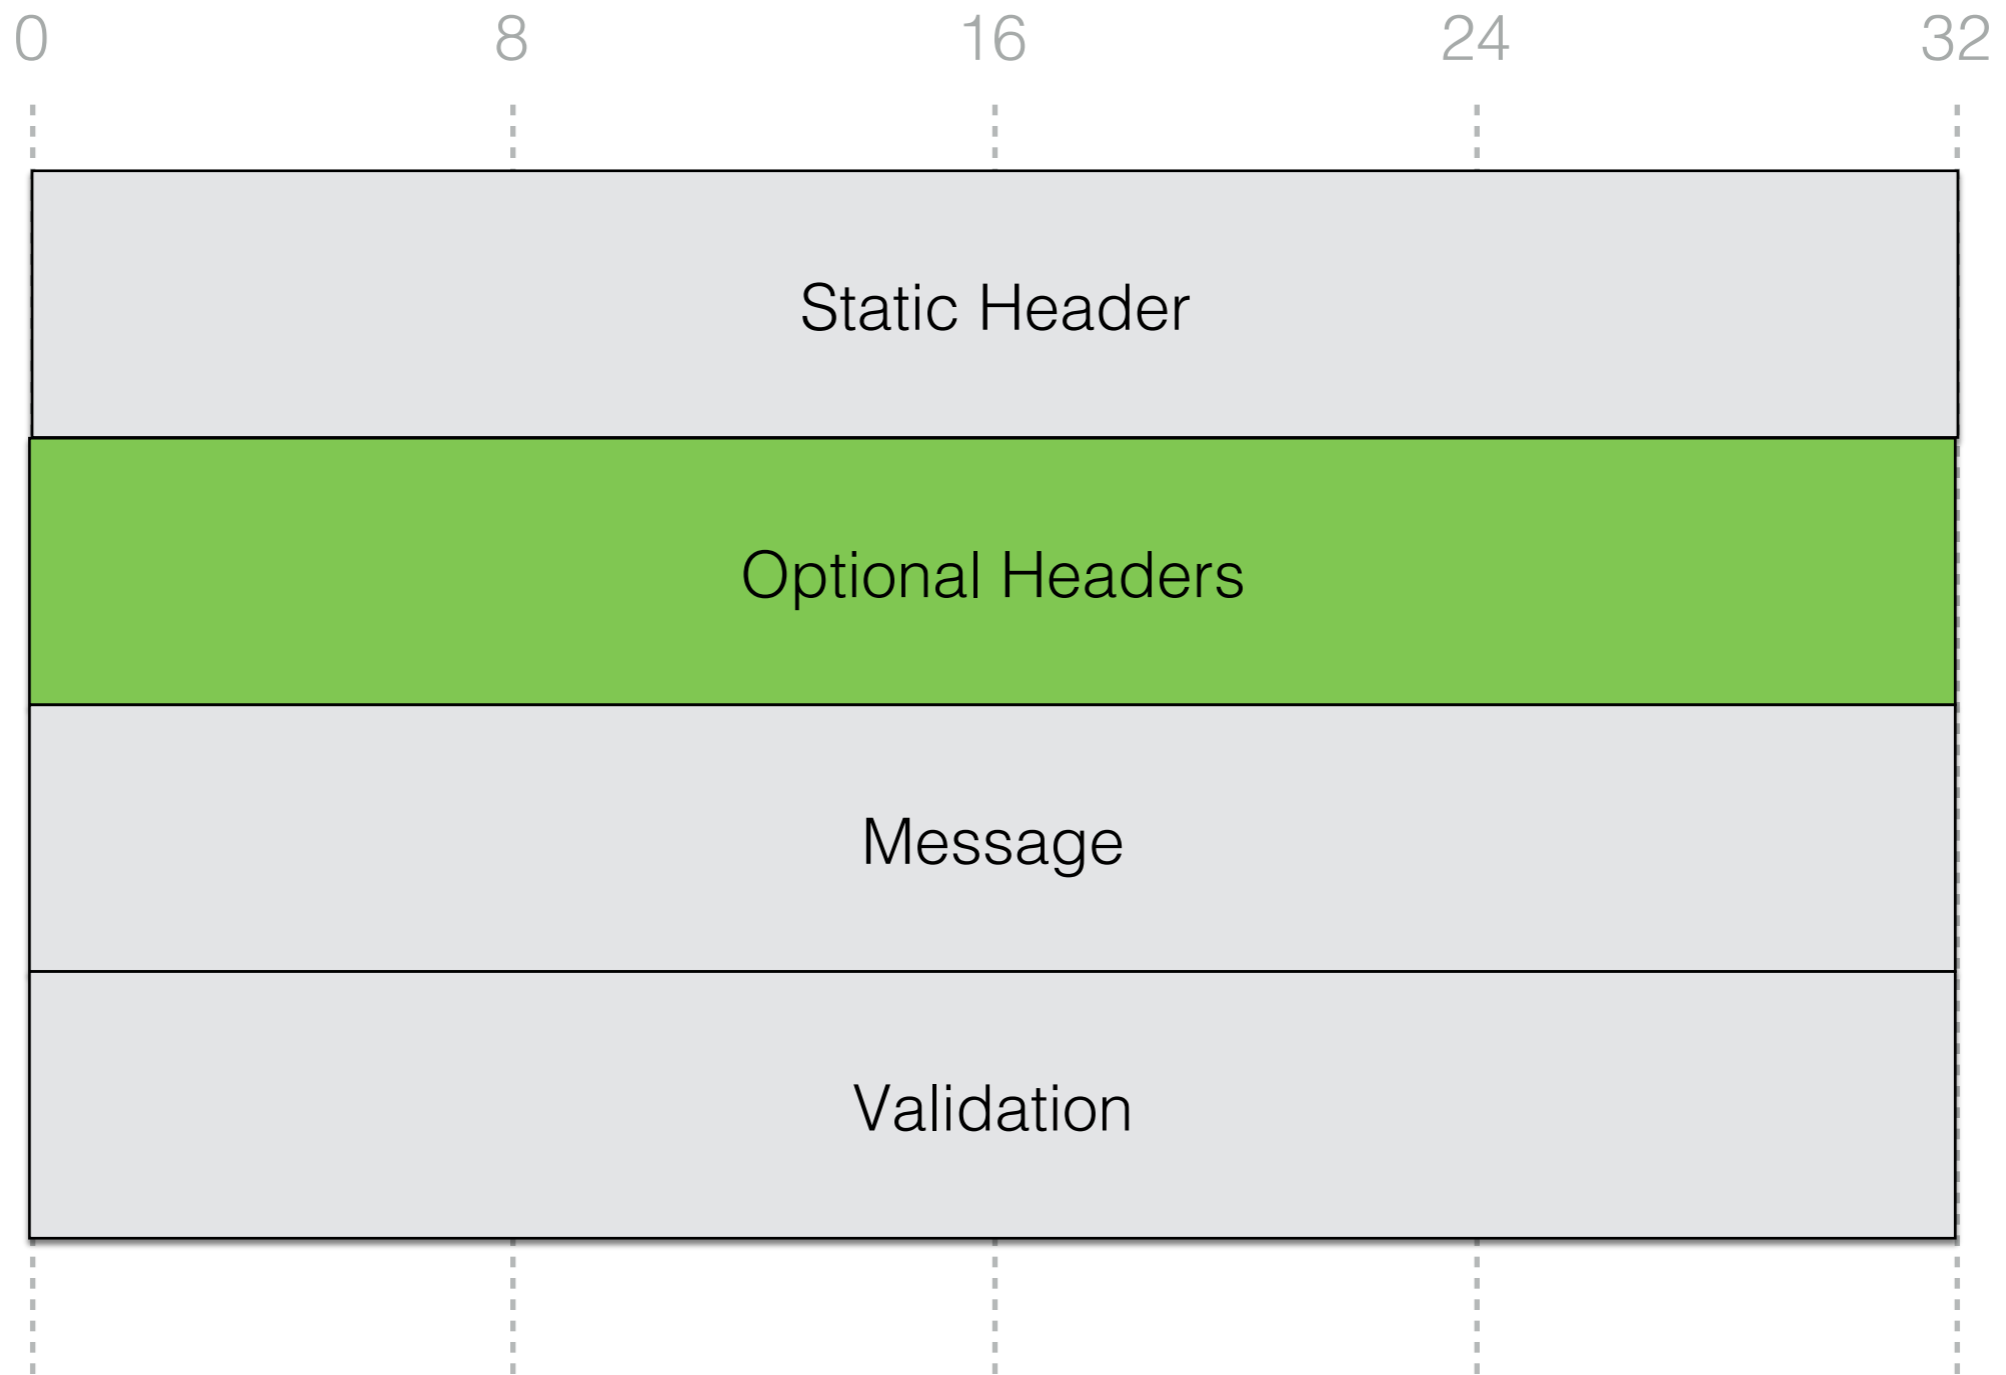 0 8 16 24 32
Static Header
Optional Headers
Message
Validation